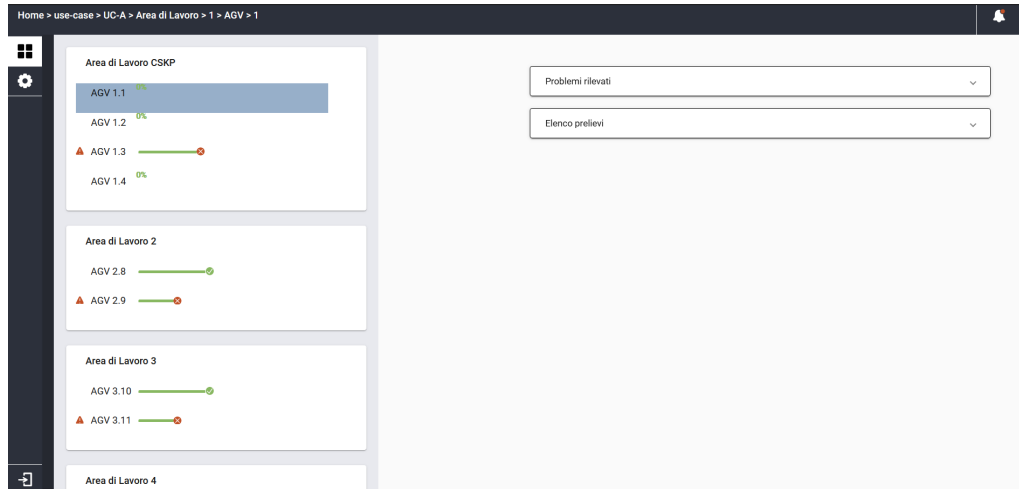 Home > use-case > UC-A > Area di Lavoro > 1 > AGV > 1
Area di Lavoro CSKP
AGV 1.1 0%
AGV 1.2 0%
AGV 1.3
AGV 1.4 0%
Area di Lavoro 2
AGV 2.8
AGV 2.9
Area di Lavoro 3
AGV 3.10
AGV 3.11
Area di Lavoro 4
Problemi rilevati
Elenco prelievi